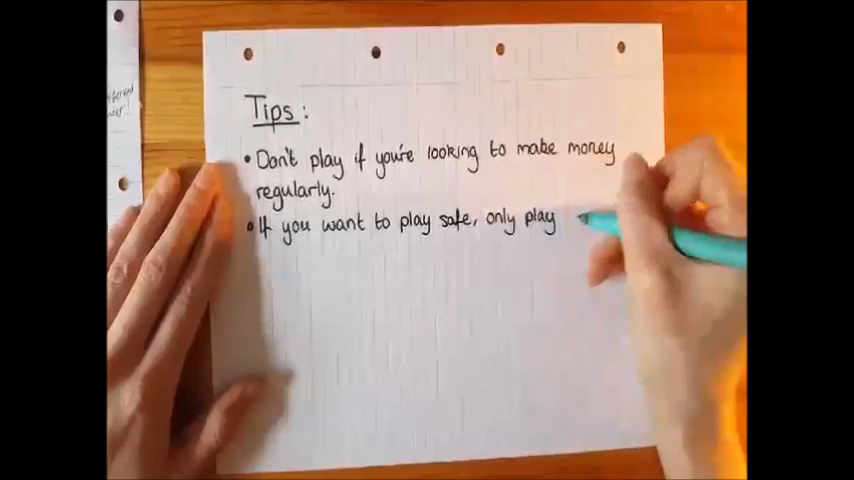 Tips:
• Don't play if you're looking to make money
regularly.
• If you want to play safe, only play